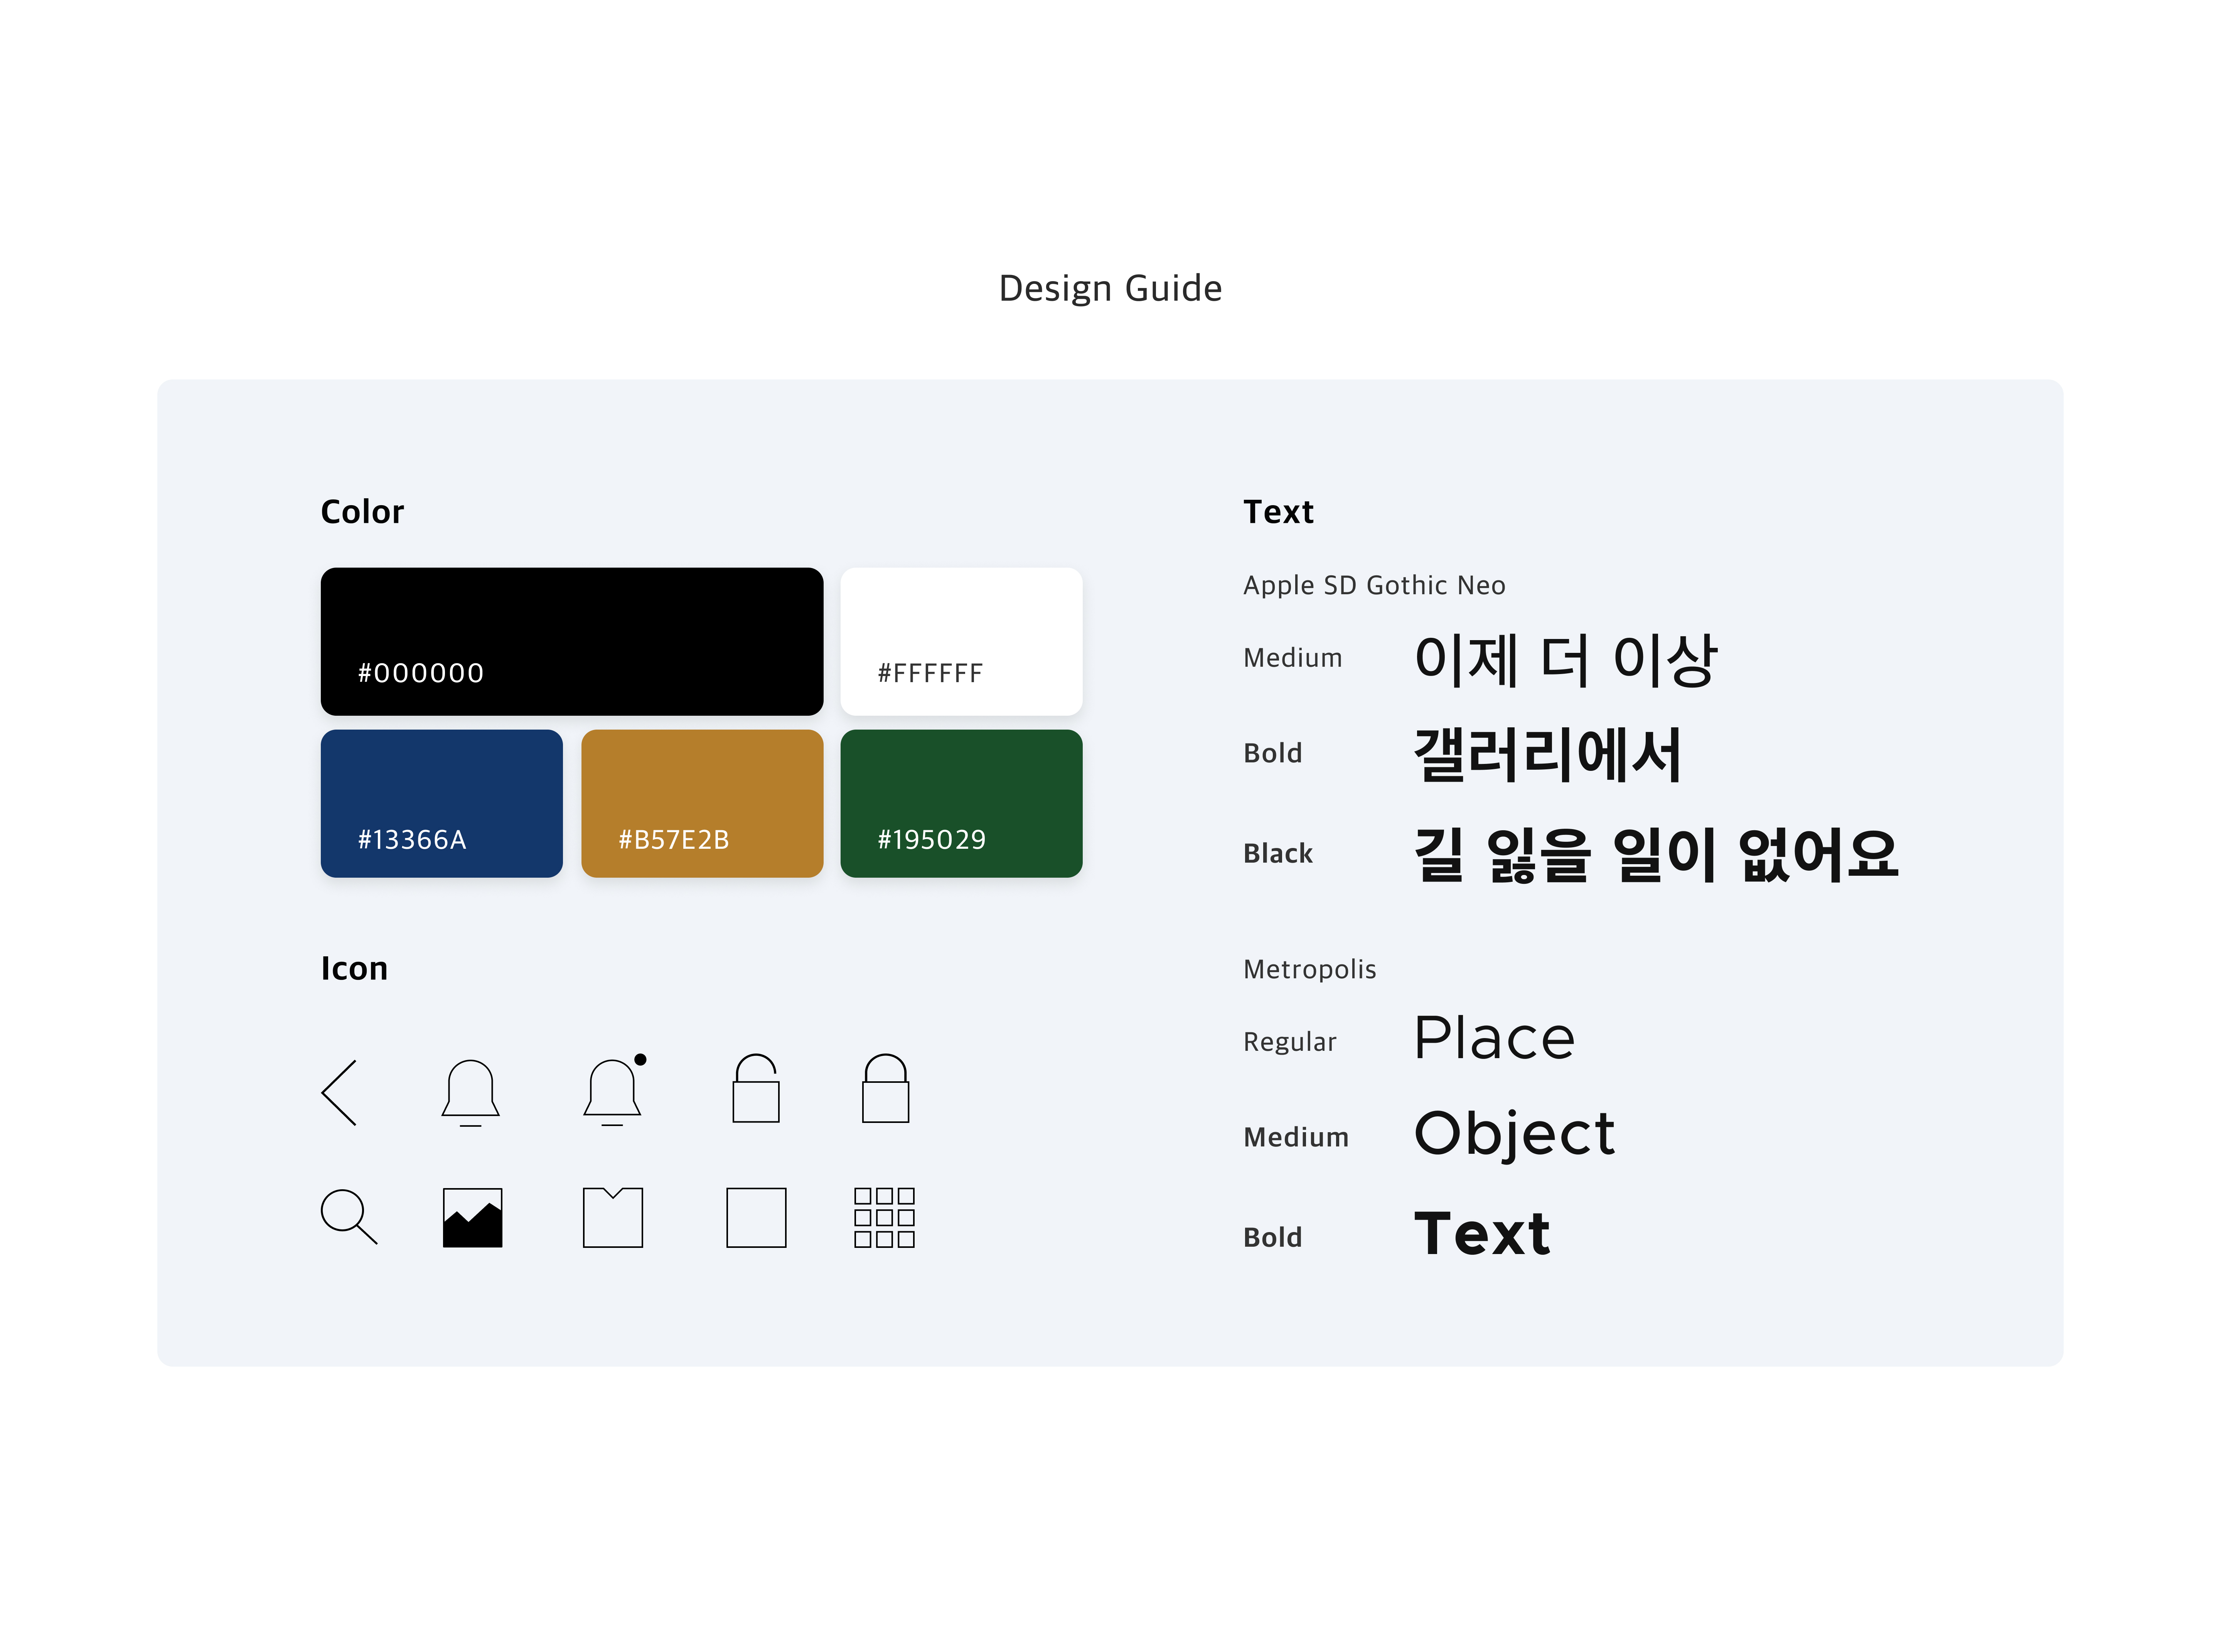 Design Guide
Color
#000000
#FFFFFF
#13366A
#B57E2B
#195029
Icon
Text
Apple SD Gothic Neo
Medium 이제 더 이상
Bold 갤러리에서
Black 길 잃을 일이 없어요
Metropolis
Regular Place
Medium Object
Bold Text